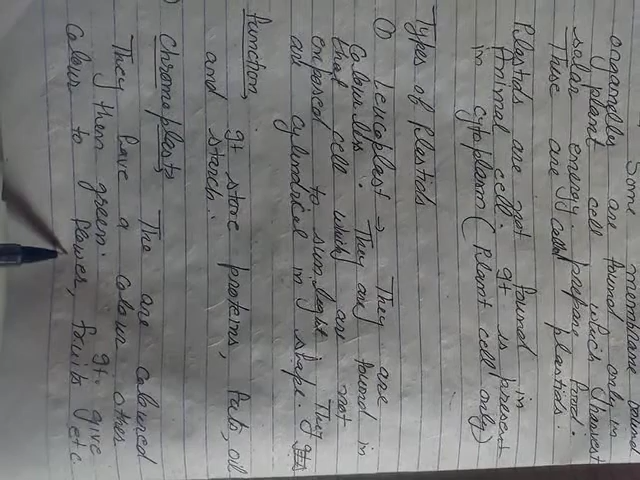 Some membrane bound
organelles are found only in
plant cell which harvest
solar energy. prepare food.
These are called plastids.
Plastids are not found in
Animal cell. It is present
in cytoplasm (Plant cell only)
Types of Plastids
① Leucoplast → They are
Colourless. They are found in
that cell which are not
exposed to sunlight. They
are cylindrical in shape.
function, It store proteins, fats, oil
and starch.
Chromoplasts The are coloured
They have a colour other
They then green. It give
colour to flower, fruits etc